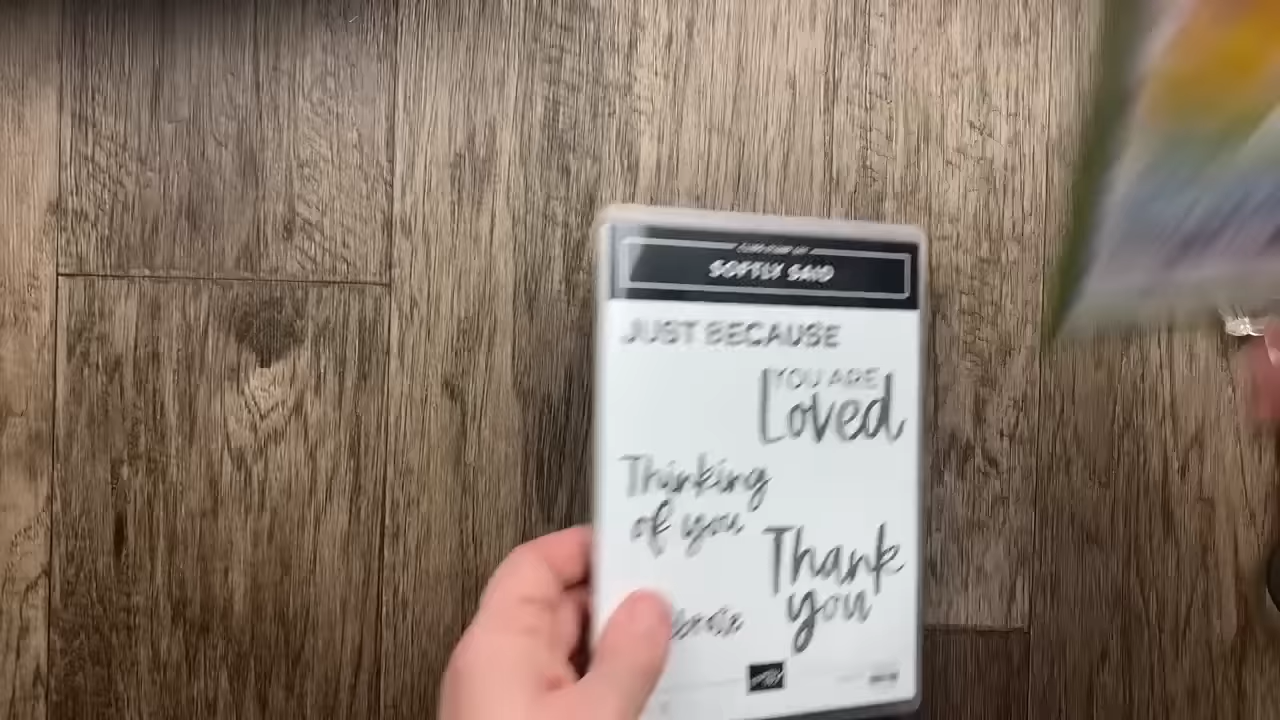 SOFTLY SAID
JUST BECAUSE
YOU ARE
Loved
Thinking
of you
Thank
you